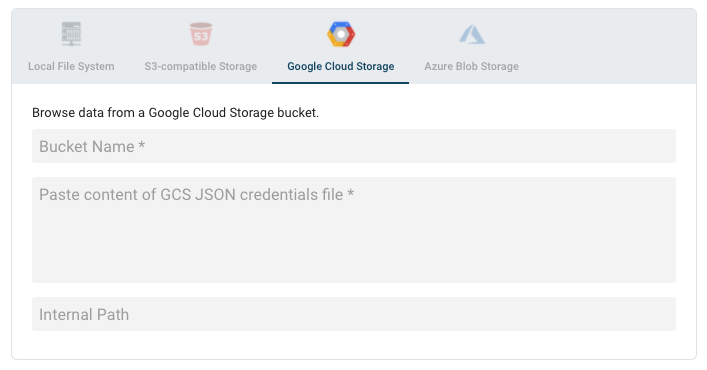 S3
Local File System
S3-compatible Storage
Google Cloud Storage
Azure Blob Storage
Browse data from a Google Cloud Storage bucket.
Bucket Name *
Paste content of GCS JSON credentials file *
Internal Path